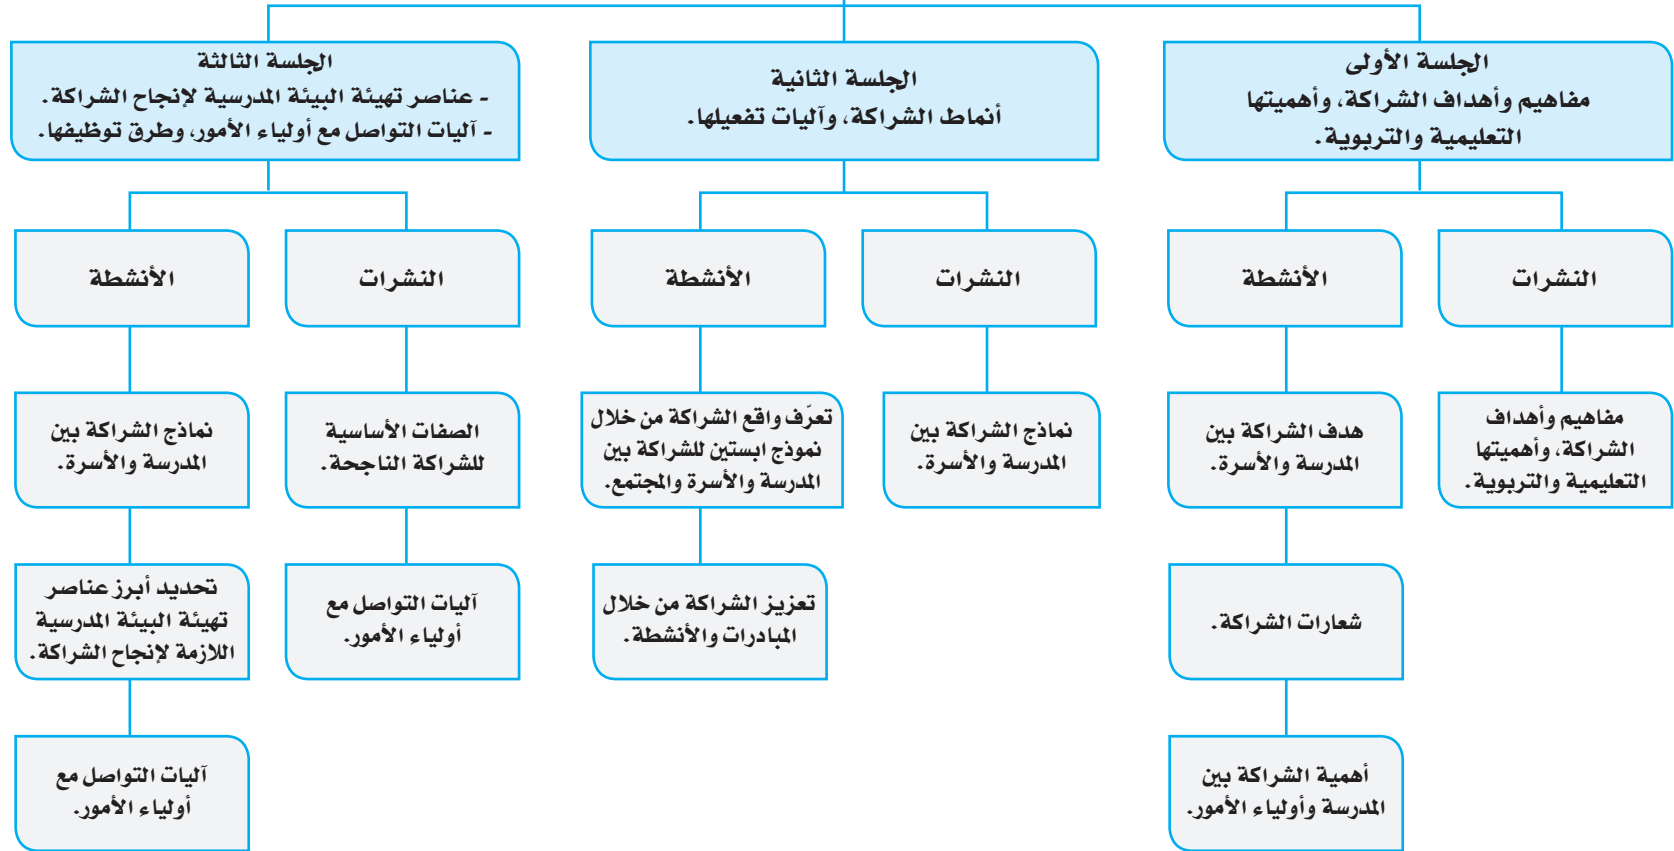 الجلسة الأولى
مفاهيم وأهداف الشراكة، وأهميتها
التعليمية والتربوية.
النشرات
مفاهيم وأهداف
الشراكة، وأهميتها
التعليمية والتربوية.
الأنشطة
هدف الشراكة بين
المدرسة والأسرة.
شعارات الشراكة.
أهمية الشراكة بين
المدرسة وأولياء الأمور.
الجلسة الثانية
أنماط الشراكة، وآليات تفعيلها.
النشرات
نماذج الشراكة بين
المدرسة والأسرة.
الأنشطة
تعرّف واقع الشراكة من خلال
نموذج ابستين للشراكة بين
المدرسة والأسرة والمجتمع.
تعزيز الشراكة من خلال
المبادرات والأنشطة.
الجلسة الثالثة
- عناصر تهيئة البيئة المدرسية لإنجاح الشراكة.
- آليات التواصل مع أولياء الأمور، وطرق توظيفها.
النشرات
الصفات الأساسية
للشراكة الناجحة.
آليات التواصل مع
أولياء الأمور.
الأنشطة
نماذج الشراكة بين
المدرسة والأسرة.
تحديد أبرز عناصر
تهيئة البيئة المدرسية
اللازمة لإنجاح الشراكة.
آليات التواصل مع
أولياء الأمور.